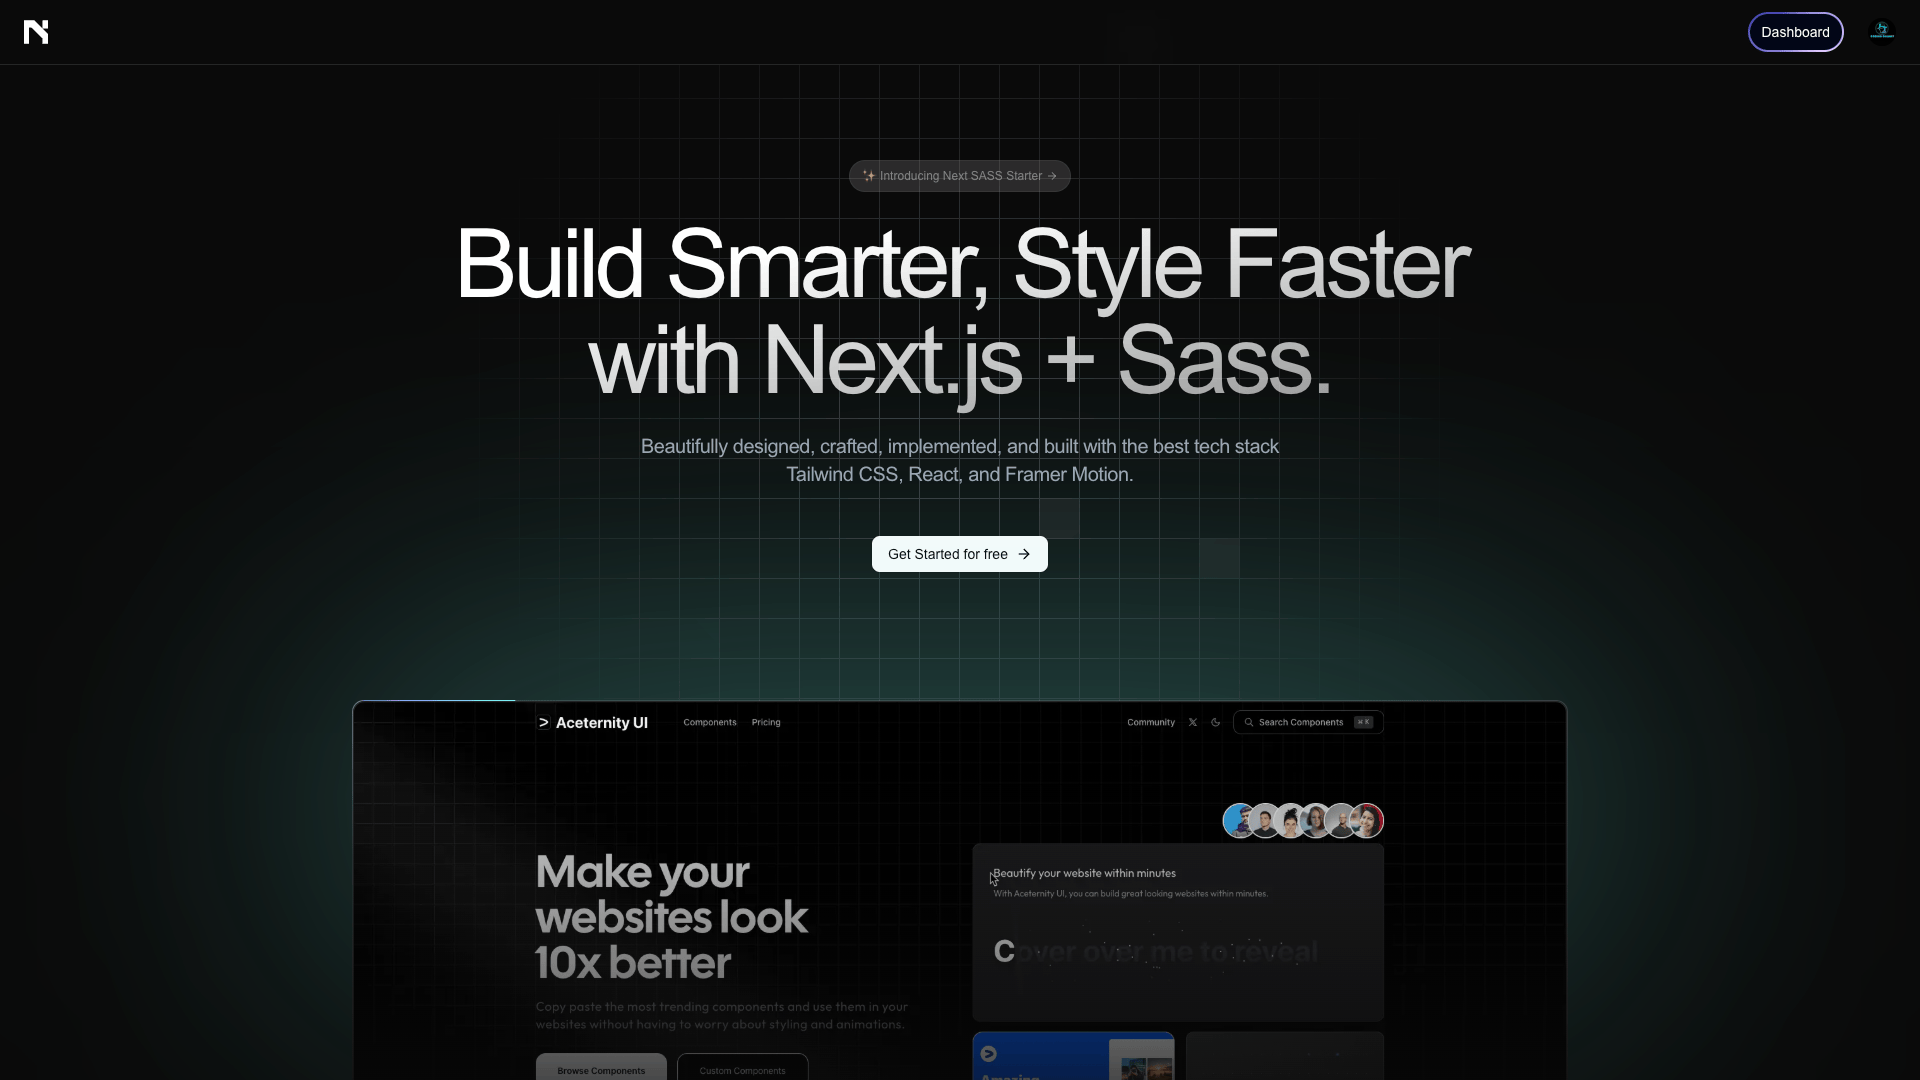 Dashboard
✨ Introducing Next SASS Starter →
Build Smarter, Style Faster
with Next.js + Sass.
Beautifully designed, crafted, implemented, and built with the best tech stack
Tailwind CSS, React, and Framer Motion.
Get Started for free →
Aceternity UI
Components Pricing
Community
Search Components ⌘ K
Make your
websites look
10x better
Copy paste the most trending components and use them in your
websites without having to worry about styling and animations.
Browse Components
Custom Components
Beautify your website within minutes
With Aceternity UI, you can build great looking websites within minutes.
Cover over me to reveal
Amazing